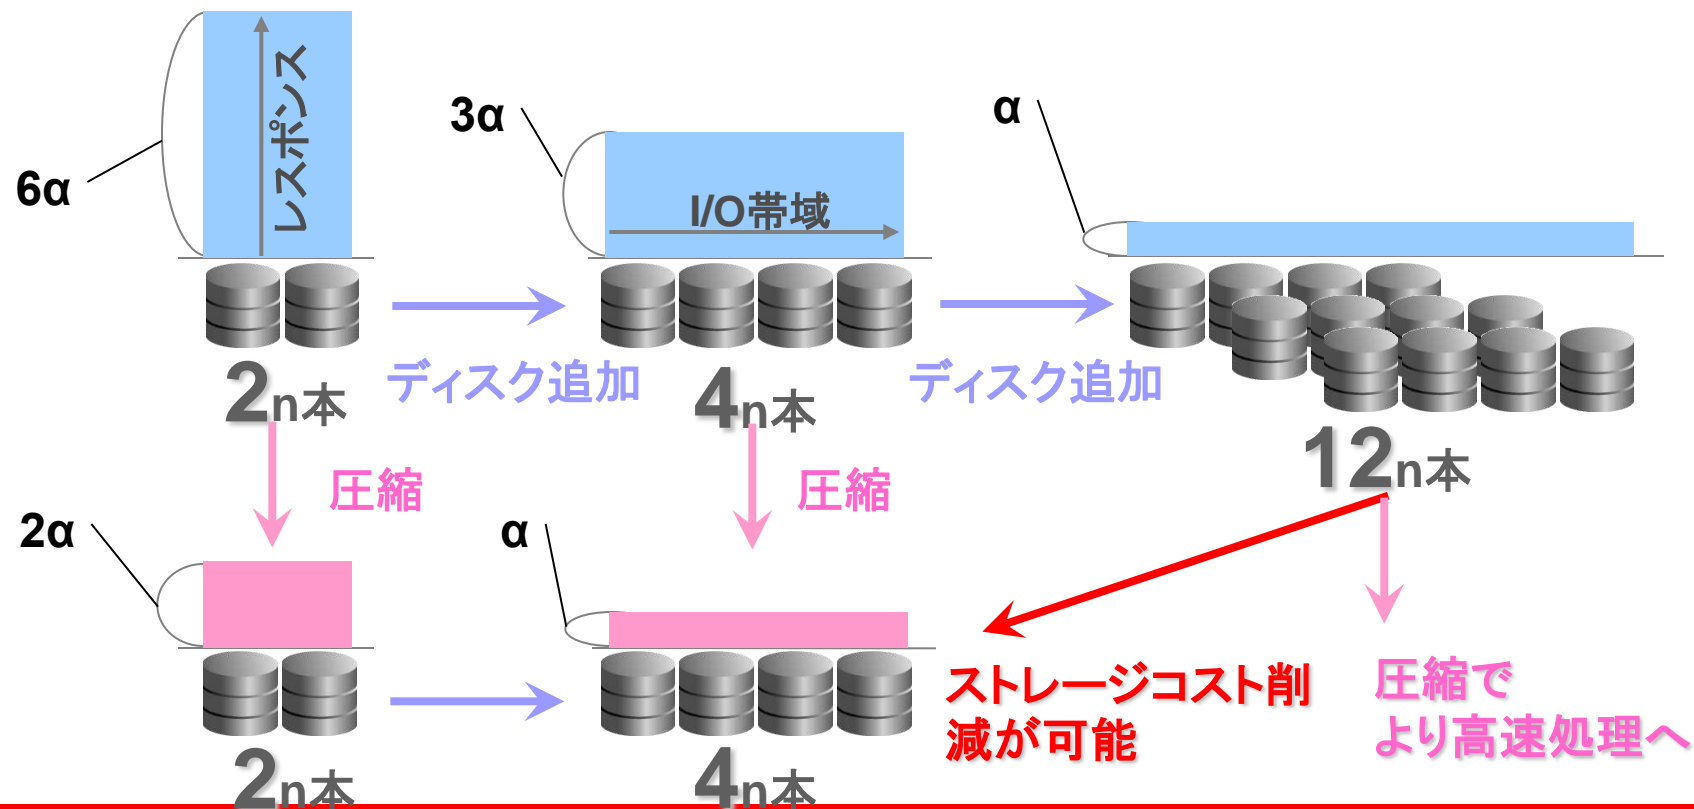 6α
レスポンス
3α
I/O帯域
α
2n本
ディスク追加
4n本
ディスク追加
12n本
圧縮
圧縮
2α
α
2n本
4n本
ストレージコスト削
減が可能
圧縮で
より高速処理へ